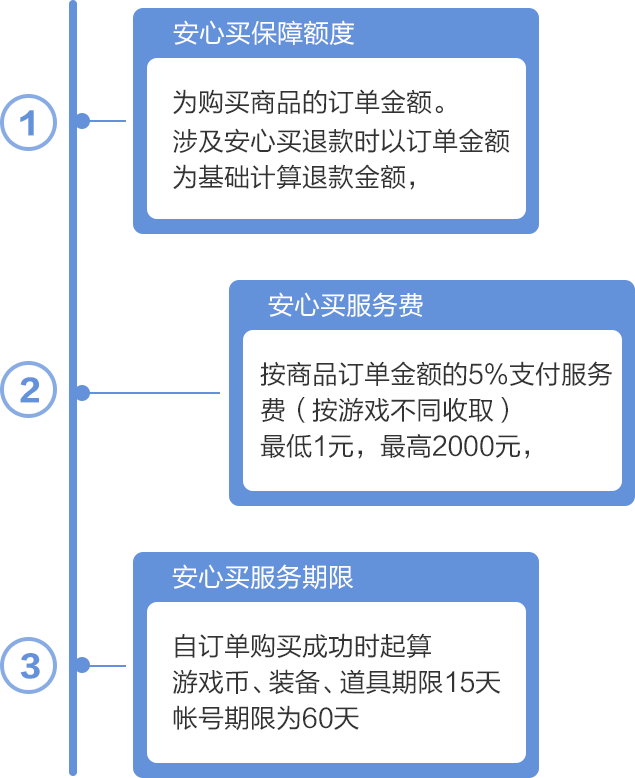 安心买保障额度
1
为购买商品的订单金额。
涉及安心买退款时以订单金额
为基础计算退款金额，
安心买服务费
2
按商品订单金额的5%支付服务
费（按游戏不同收取）
最低1元，最高2000元，
安心买服务期限
3
自订单购买成功时起算
游戏币、装备、道具期限15天
帐号期限为60天